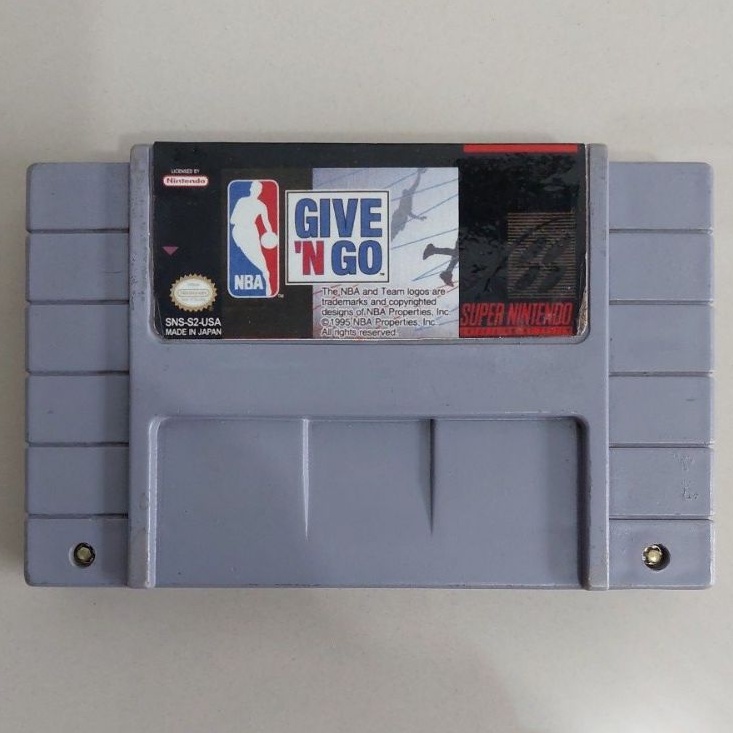 LICENSED BY
Nintendo
NBA
GIVE
'N GO
The NBA and Team logos are
trademarks and copyrighted
designs of NBA Properties, Inc.
©1995 NBA Properties, Inc.
All rights reserved.
SNS-S2-USA
MADE IN JAPAN
SUPER NINTENDO